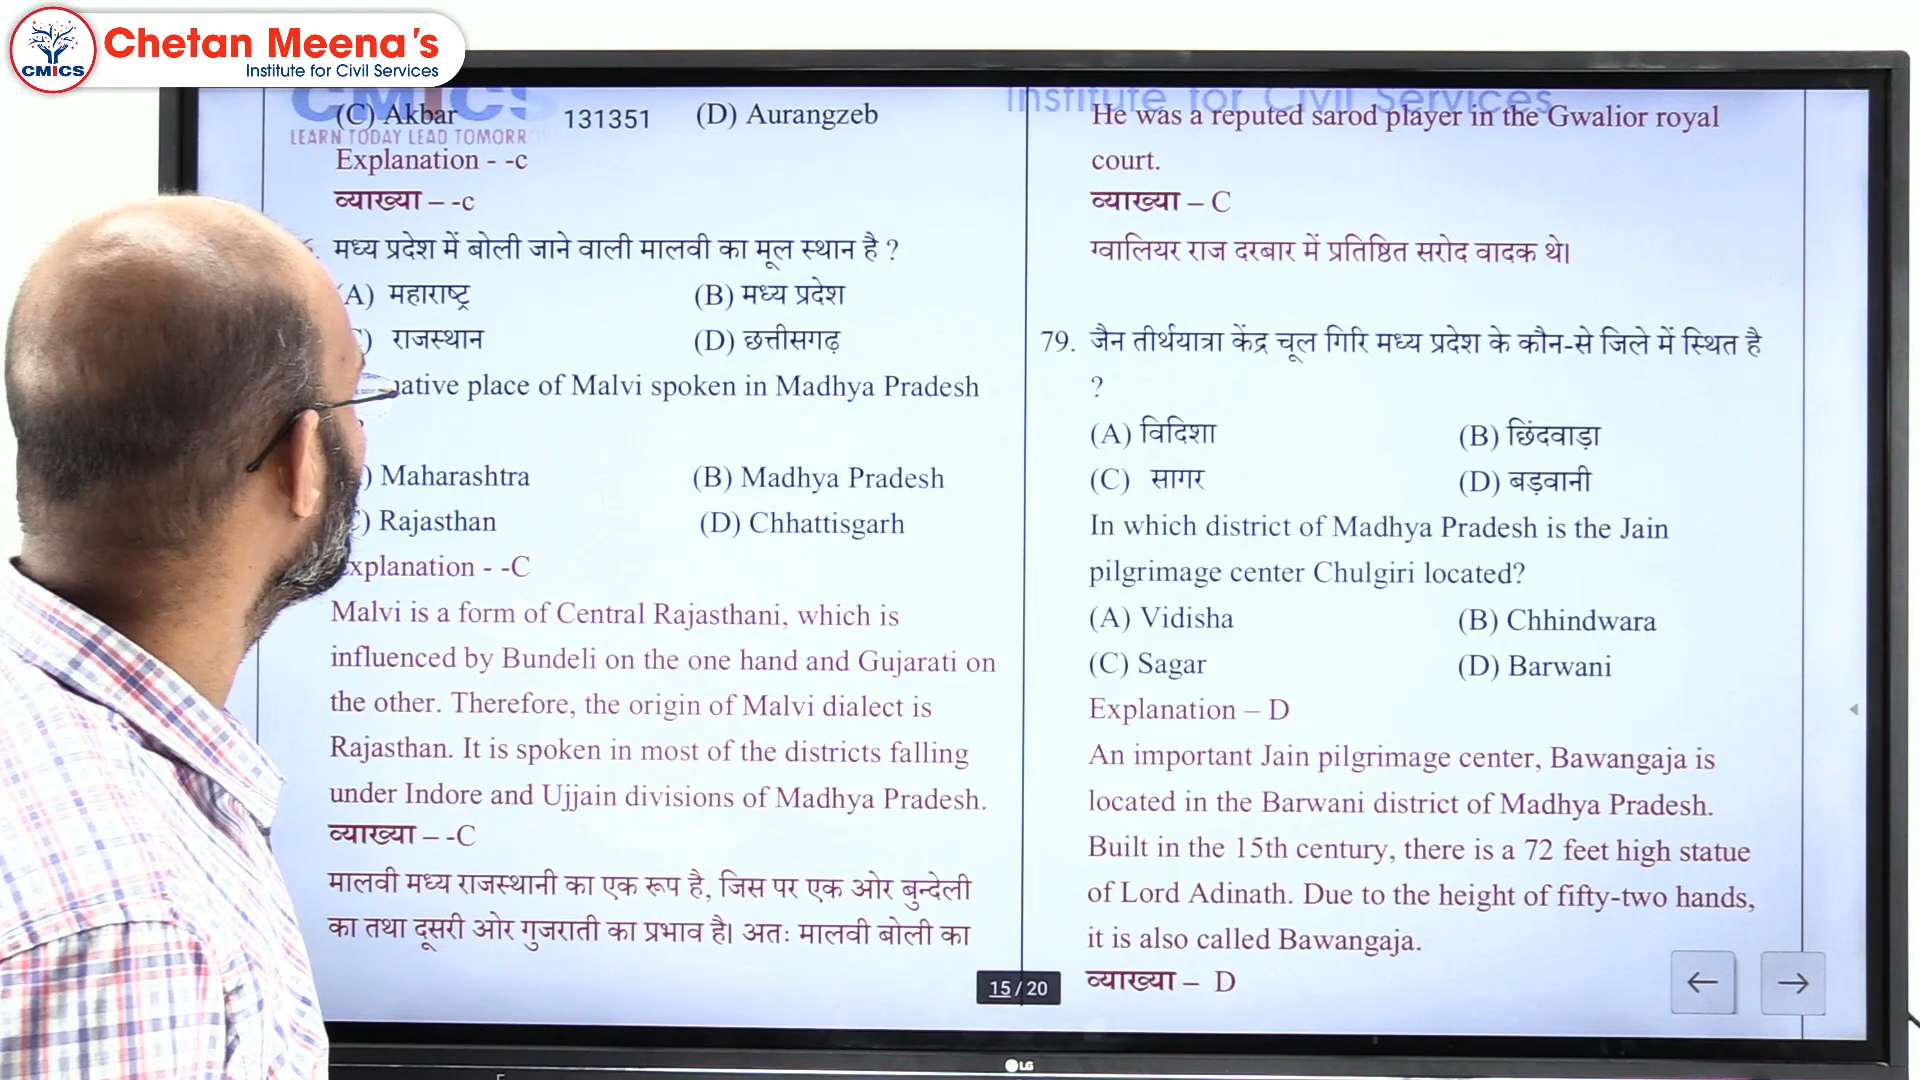 Chetan Meena's
Institute for Civil Services
CMICS
CMICS
LEARN TODAY LEAD TOMORR
(C) Akbar 131351 (D) Aurangzeb
Explanation - -c
व्याख्या – -c
मध्य प्रदेश में बोली जाने वाली मालवी का मूल स्थान है ?
A) महाराष्ट्र (B) मध्य प्रदेश
) राजस्थान (D) छत्तीसगढ़
native place of Malvi spoken in Madhya Pradesh
?
) Maharashtra (B) Madhya Pradesh
C) Rajasthan (D) Chhattisgarh
Explanation - -C
Malvi is a form of Central Rajasthani, which is
influenced by Bundeli on the one hand and Gujarati on
the other. Therefore, the origin of Malvi dialect is
Rajasthan. It is spoken in most of the districts falling
under Indore and Ujjain divisions of Madhya Pradesh.
व्याख्या – -C
मालवी मध्य राजस्थानी का एक रूप है, जिस पर एक ओर बुन्देली
का तथा दूसरी ओर गुजराती का प्रभाव है। अतः मालवी बोली का
Institute for Civil Services
He was a reputed sarod player in the Gwalior royal
court.
व्याख्या – C
ग्वालियर राज दरबार में प्रतिष्ठित सरोद वादक थे।
79. जैन तीर्थयात्रा केंद्र चूल गिरि मध्य प्रदेश के कौन-से जिले में स्थित है
?
(A) विदिशा (B) छिंदवाड़ा
(C) सागर (D) बड़वानी
In which district of Madhya Pradesh is the Jain
pilgrimage center Chulgiri located?
(A) Vidisha (B) Chhindwara
(C) Sagar (D) Barwani
Explanation – D
An important Jain pilgrimage center, Bawangaja is
located in the Barwani district of Madhya Pradesh.
Built in the 15th century, there is a 72 feet high statue
of Lord Adinath. Due to the height of fifty-two hands,
it is also called Bawangaja.
व्याख्या – D
15 / 20
LG